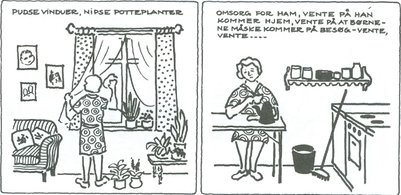 PUDSE VINDUER, NIPSE POTTEPLANTER
OMSORG FOR HAM, VENTE PÅ HAN
KOMMER HJEM, VENTE PÅ AT BØRNE-
NE MÅSKE KOMMER PÅ BESØG-VENTE,
VENTE----